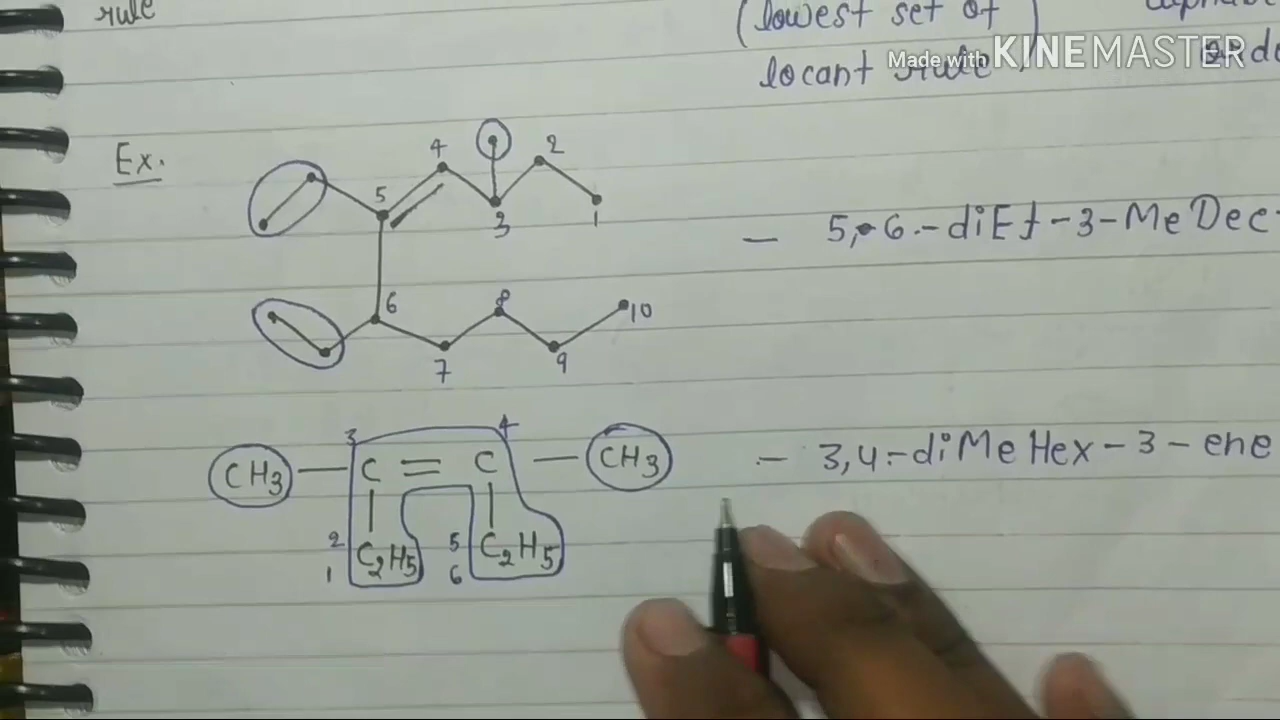 rule
(lowest set of
locant rule)
Made with KINEMASTER
Ex.
4
2
5
3
1
- 5,6-diEt-3-MeDec-
6
8
10
7
9
3
4
CH3 — C = C — CH3
- 3,4-diMeHex-3-ene
2
C2H5
5
C2H5
1
6